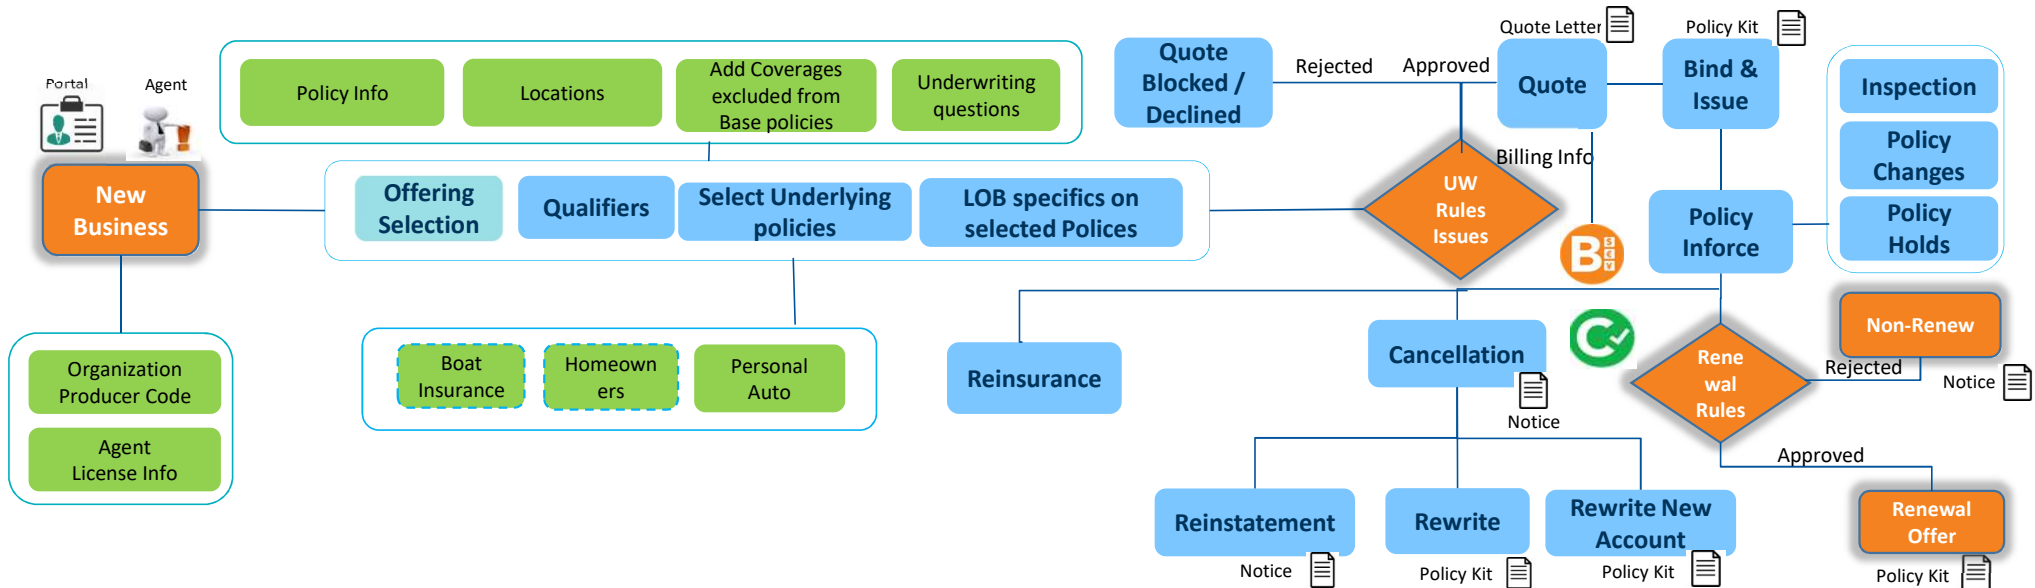 Portal
Agent
New
Business
Organization
Producer Code
Agent
License Info
Policy Info
Locations
Add Coverages
excluded from
Base policies
Underwriting
questions
Offering
Selection
Qualifiers
Select Underlying
policies
LOB specifics on
selected Polices
Boat
Insurance
Homeown
ers
Personal
Auto
Quote
Blocked /
Declined
Rejected
Approved
UW
Rules
Issues
Quote Letter
Quote
Billing Info
B
S
C
Y
Policy Kit
Bind &
Issue
Policy
Inforce
Inspection
Policy
Changes
Policy
Holds
Reinsurance
Cancellation
Notice
C
Rene
wal
Rules
Rejected
Non-Renew
Notice
Approved
Renewal
Offer
Policy Kit
Reinstatement
Notice
Rewrite
Policy Kit
Rewrite New
Account
Policy Kit